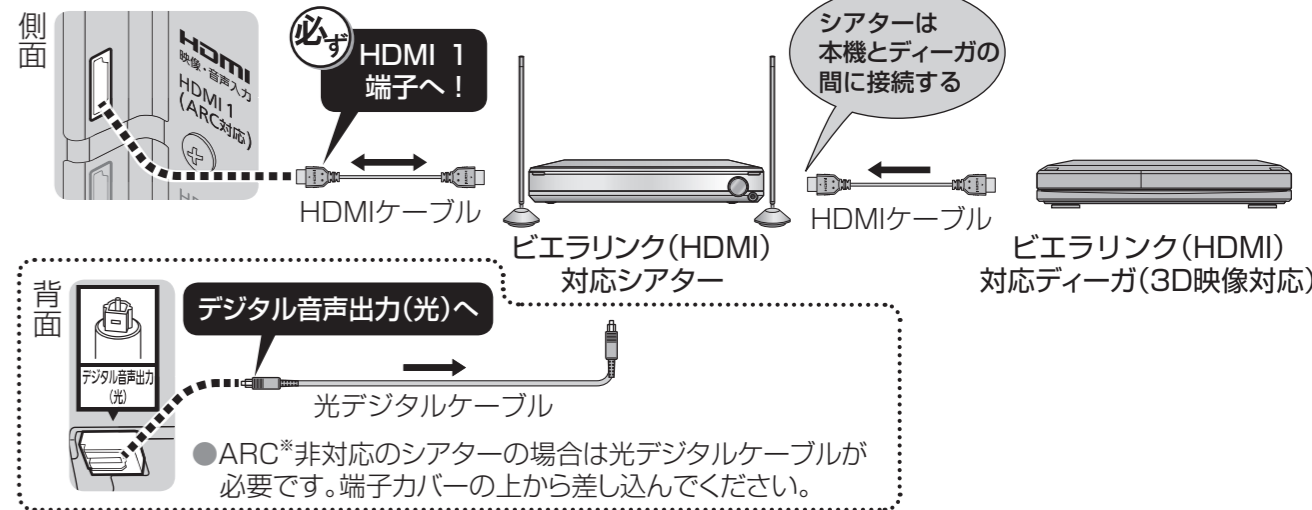 側面
HDMI
映像・音声入力
HDMI 1
(ARC対応)
必ず
HDMI 1
端子へ!
HDMIケーブル
シアターは
本機とディーガの
間に接続する
HDMIケーブル
ビエラリンク(HDMI)
対応シアター
ビエラリンク(HDMI)
対応ディーガ(3D映像対応)
背面
デジタル音声出力
(光)
デジタル音声出力(光)へ
光デジタルケーブル
●ARC※非対応のシアターの場合は光デジタルケーブルが
必要です。端子カバーの上から差し込んでください。